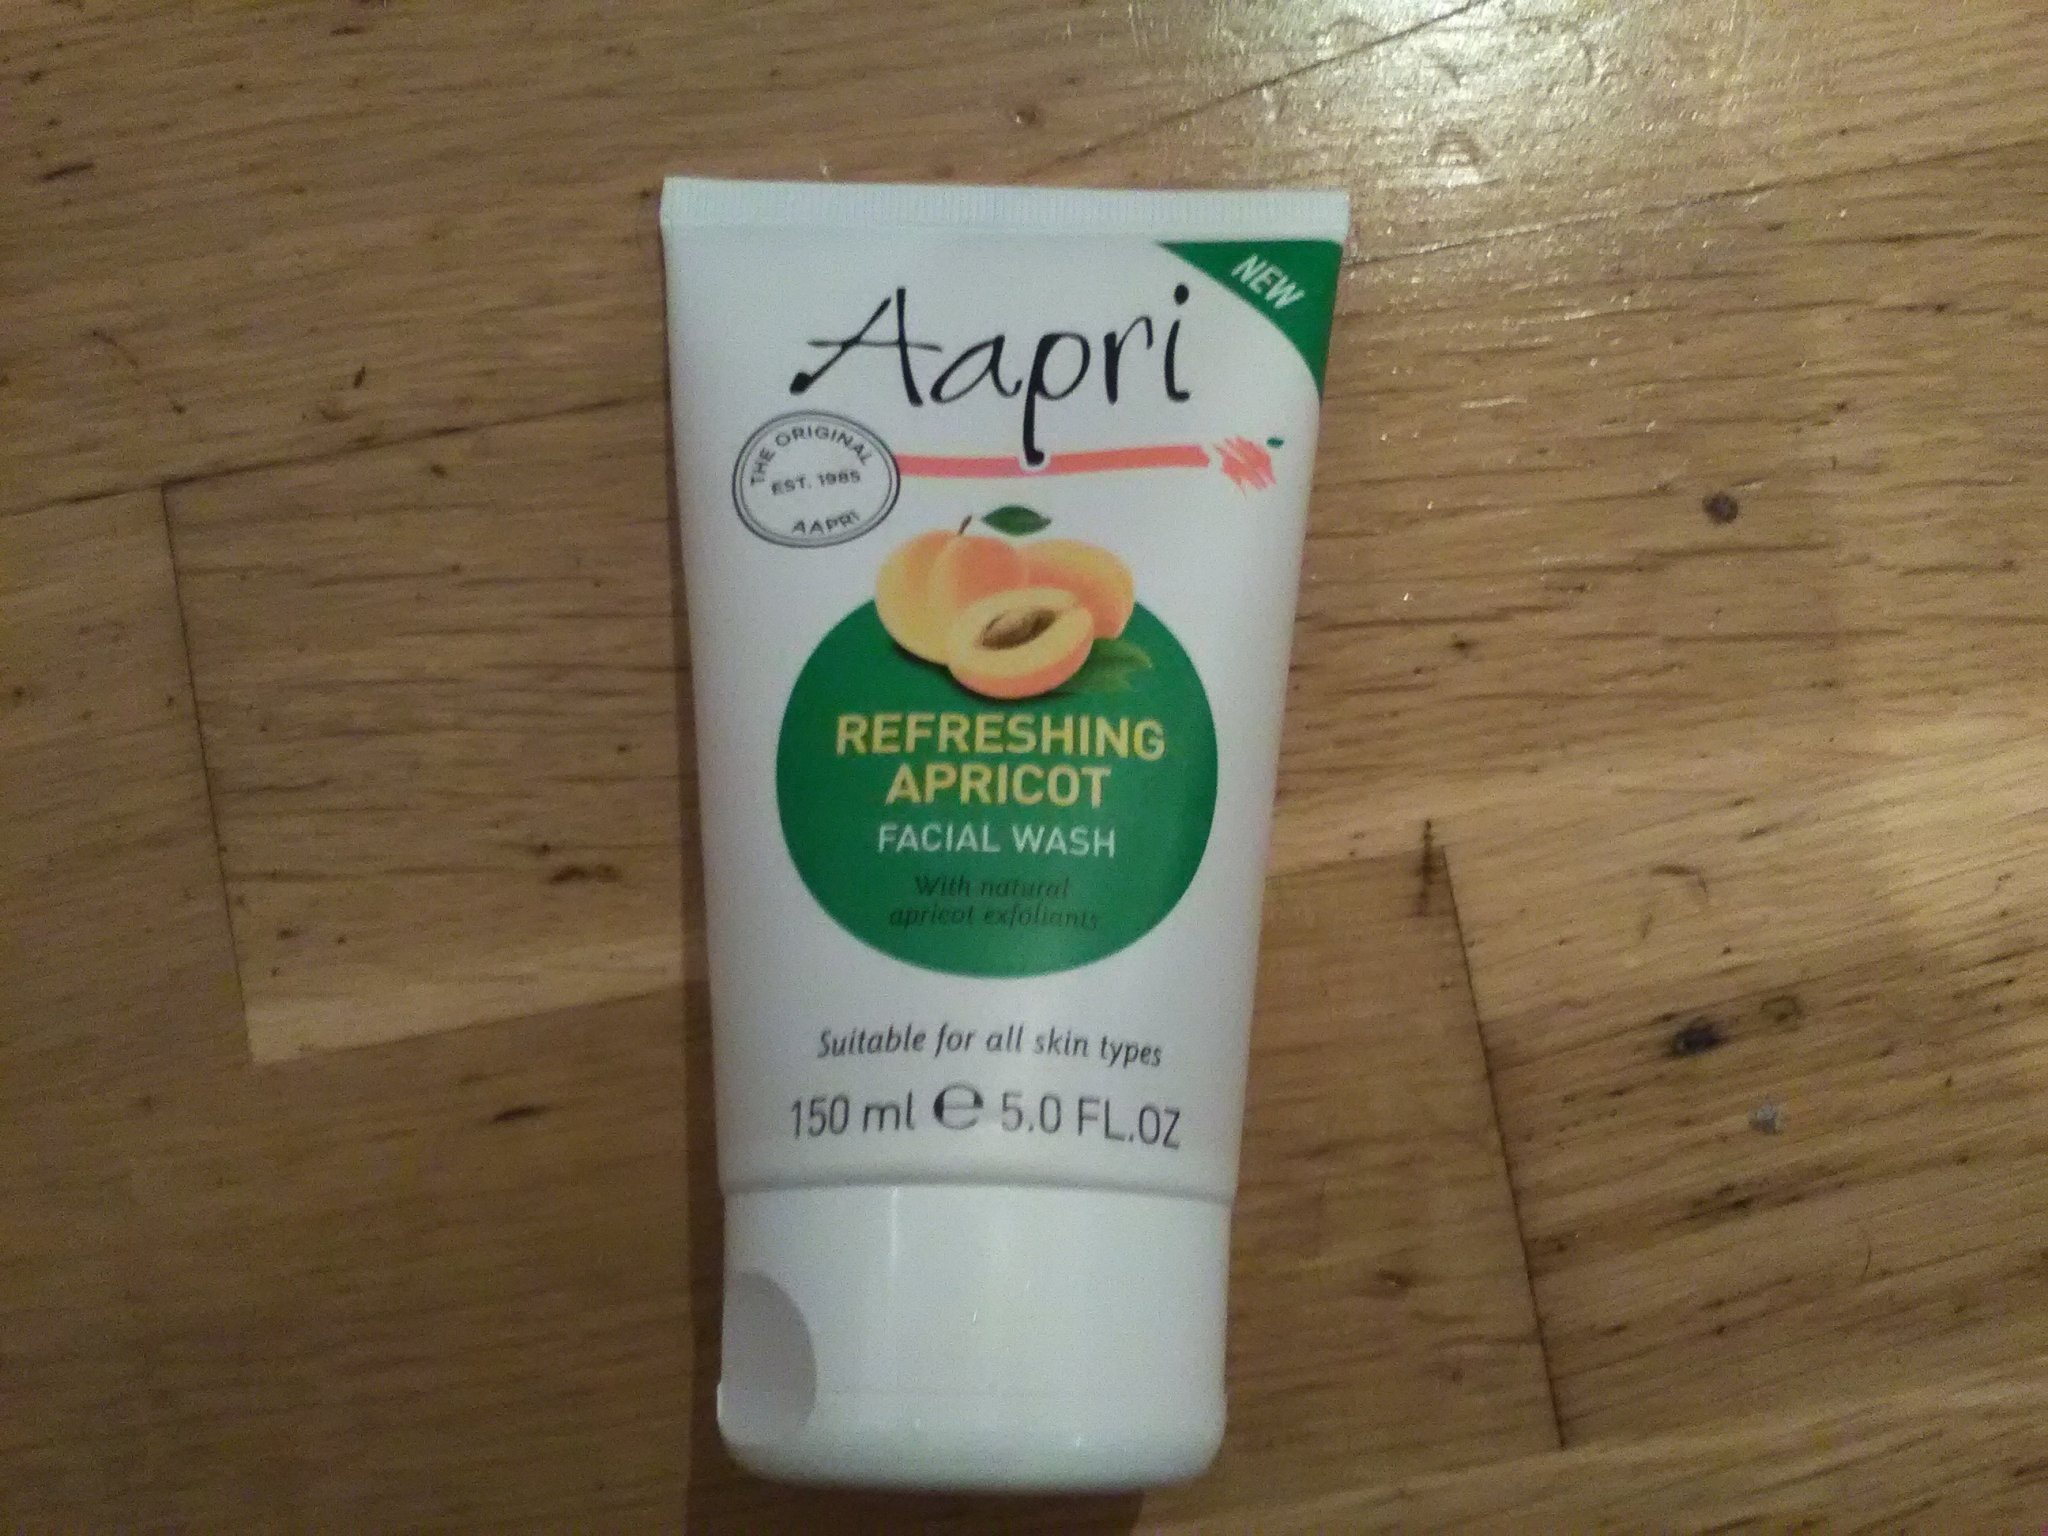 NEW
Aapri
THE ORIGINAL
EST. 1985
AAPRI
REFRESHING
APRICOT
FACIAL WASH
With natural
apricot exfoliants
Suitable for all skin types
150 ml ℮ 5.0 FL.OZ